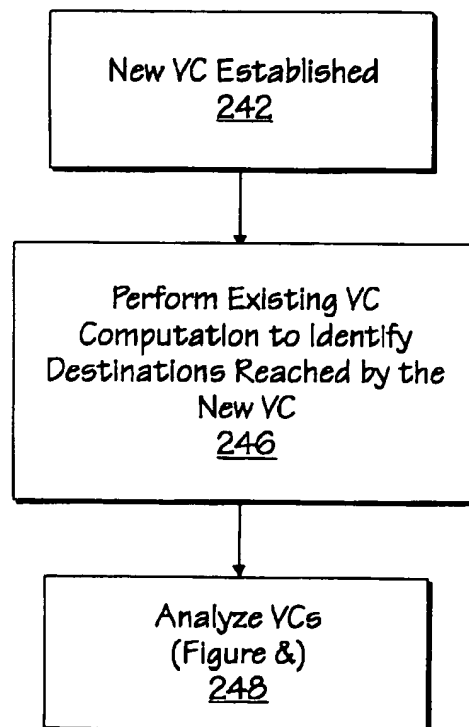 New VC Established
242
Perform Existing VC
Computation to Identify
Destinations Reached by the
New VC
246
Analyze VCs
(Figure &)
248